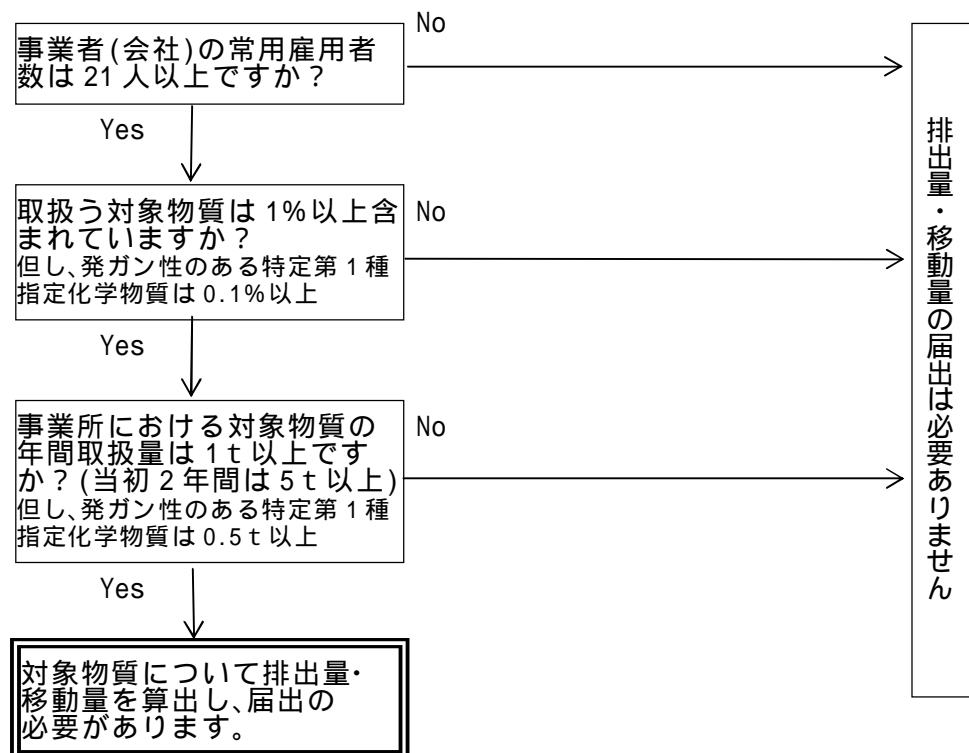 No
事業者(会社)の常用雇用者
数は21人以上ですか？
Yes
取扱う対象物質は1%以上含
まれていますか？
但し、発ガン性のある特定第1種
指定化学物質は0.1%以上
No
Yes
事業所における対象物質の
年間取扱量は1t以上です
か？(当初2年間は5t以上)
但し、発ガン性のある特定第1種
指定化学物質は0.5t以上
No
Yes
対象物質について排出量・
移動量を算出し、届出の
必要があります。
排出量・移動量の届出は必要ありません